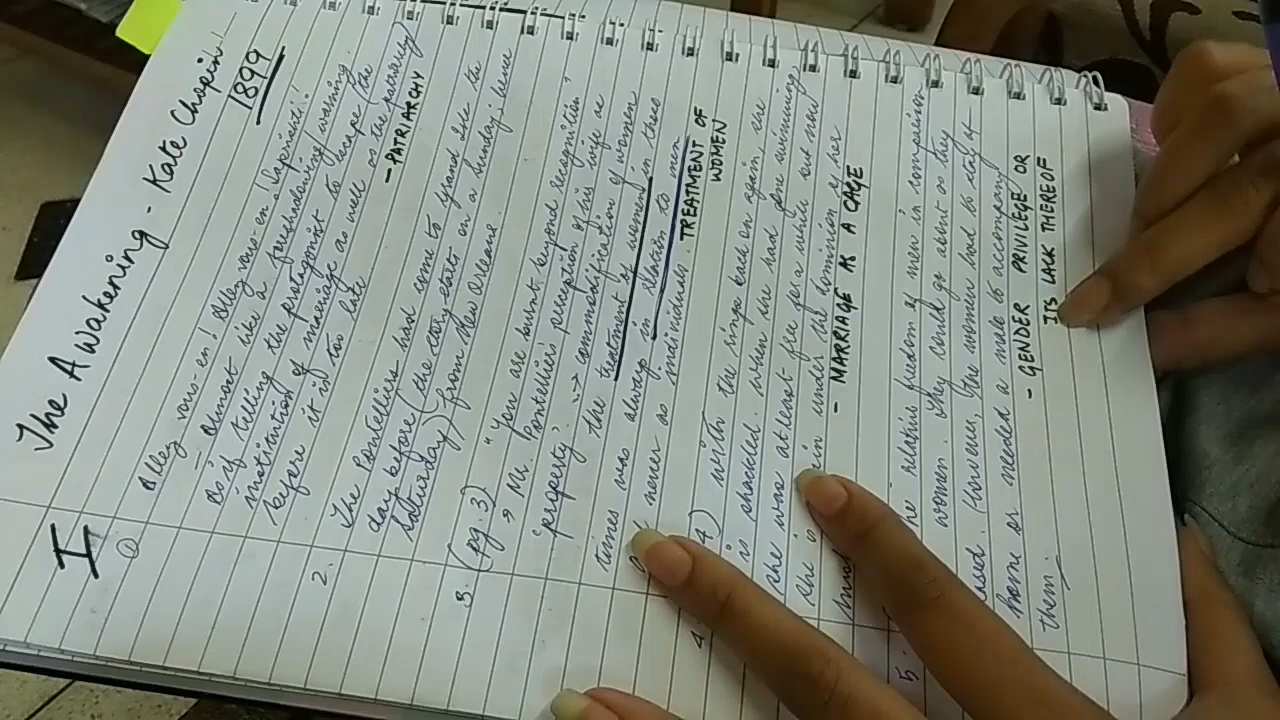 The Awakening - Kate Chopin!
1899
I
① Alley vous-en! Alley vous-en! Sapristi!
- Almost like a foreshadowing warning
As if telling the protagonist to escape (the
institution of marriage as well as the patriarchy)
before it is too late
- PATRIARCHY
2. The Pontelliers had come to Grand Isle the
day before (the story starts on a Sunday; hence
Saturday) from New Orleans.
3. (pg. 3) "You are burnt beyond recognition"
Mr. Pontellier's perception of his wife as
'property' → commodification of women
the treatment of women in those
times was always in relation to men
never as individuals. TREATMENT OF
WOMEN
4. 4) With the rings back on again, she
is shackled. When she had gone swimming,
she was atleast free for a while but now
she is under the dominion of her
- MARRIAGE AS A CAGE
5. relative freedom of men in comparison
women. They could go about as they
. However, the women had to stay at
home or needed a male to accompany
them.
- GENDER PRIVILEGE OR
ITS LACK THEREOF